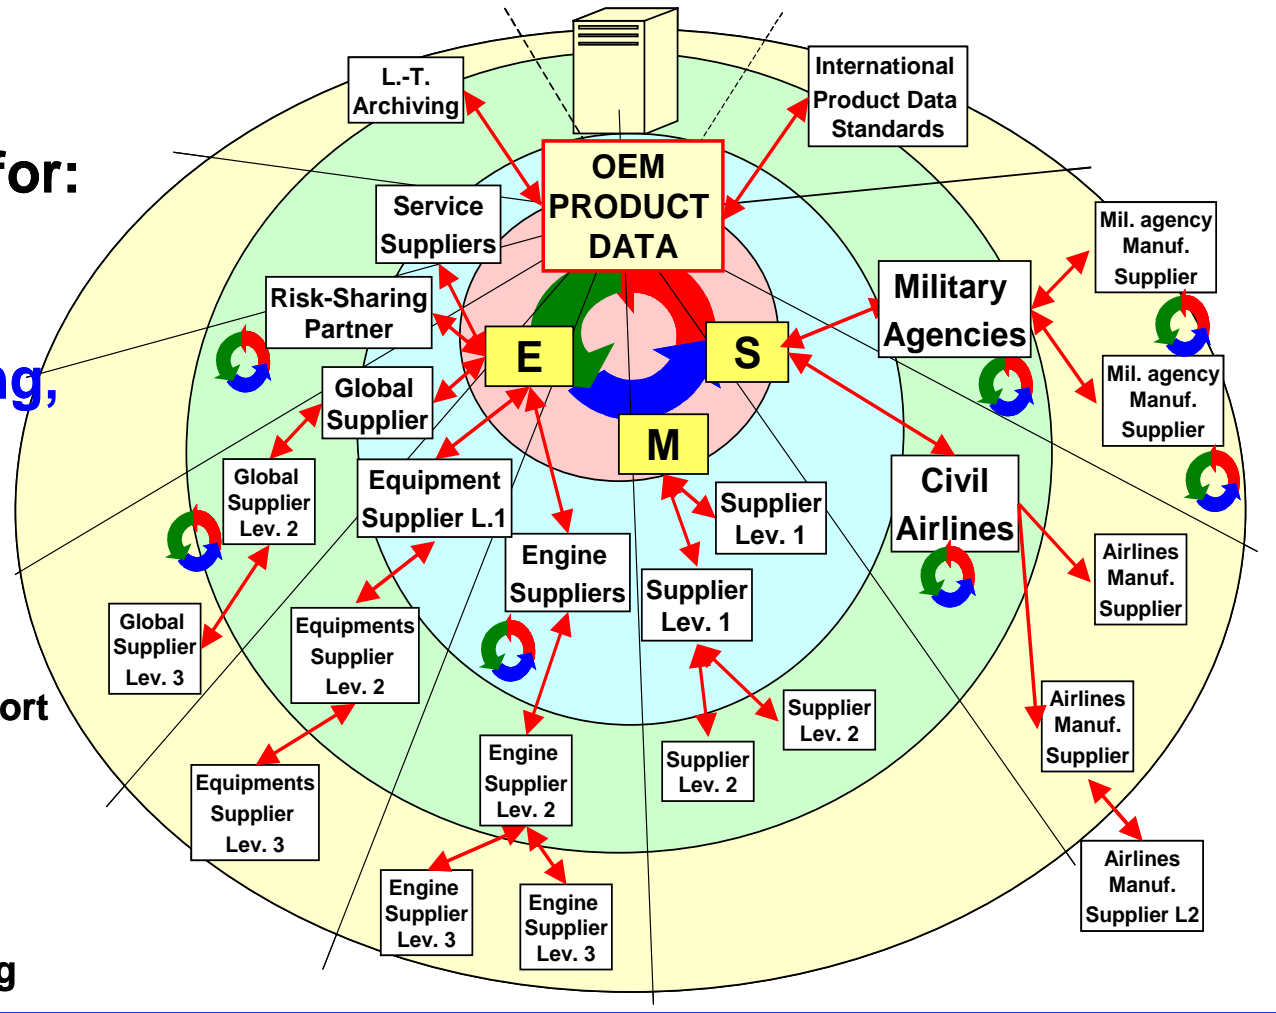 for:
ng,
ort
g
L.-T.
Archiving
International
Product Data
Standards
OEM
PRODUCT
DATA
Service
Suppliers
Risk-Sharing
Partner
Global
Supplier
E
S
M
Military
Agencies
Mil. agency
Manuf.
Supplier
Mil. agency
Manuf.
Supplier
Global
Supplier
Lev. 2
Equipment
Supplier L.1
Engine
Suppliers
Supplier
Lev. 1
Supplier
Lev. 1
Civil
Airlines
Airlines
Manuf.
Supplier
Global
Supplier
Lev. 3
Equipments
Supplier
Lev. 2
Supplier
Lev. 2
Supplier
Lev. 2
Airlines
Manuf.
Supplier
Equipments
Supplier
Lev. 3
Engine
Supplier
Lev. 2
Engine
Supplier
Lev. 3
Engine
Supplier
Lev. 3
Airlines
Manuf.
Supplier L2